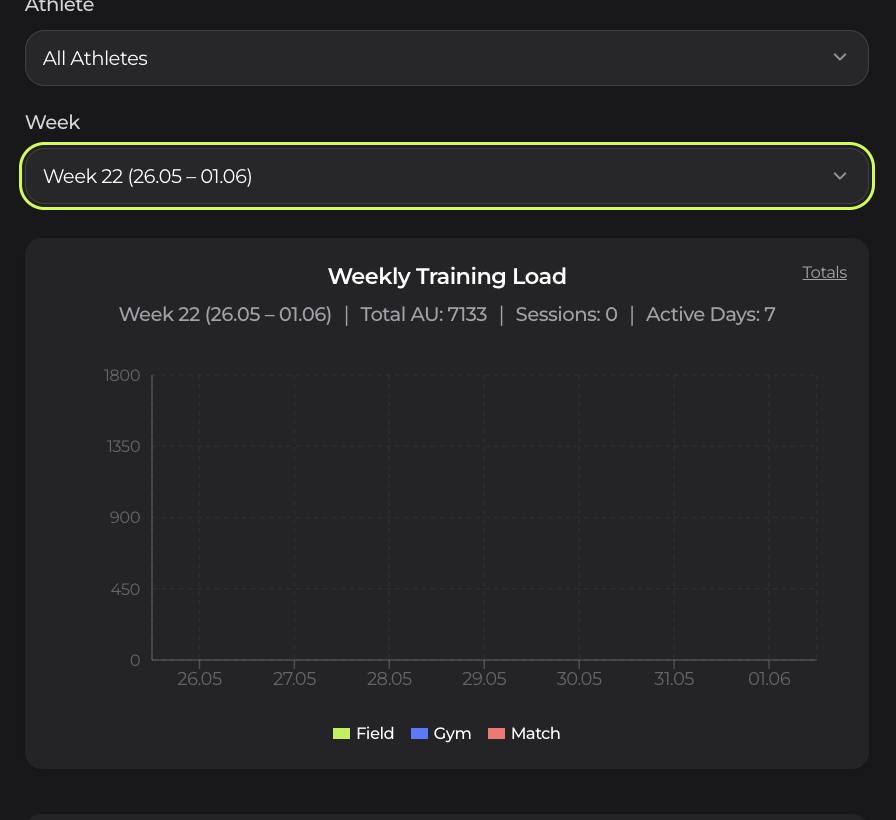 Athlete
All Athletes
Week
Week 22 (26.05 – 01.06)
Weekly Training Load
Totals
Week 22 (26.05 – 01.06) | Total AU: 7133 | Sessions: 0 | Active Days: 7
1800
1350
900
450
0
26.05 27.05 28.05 29.05 30.05 31.05 01.06
Field Gym Match